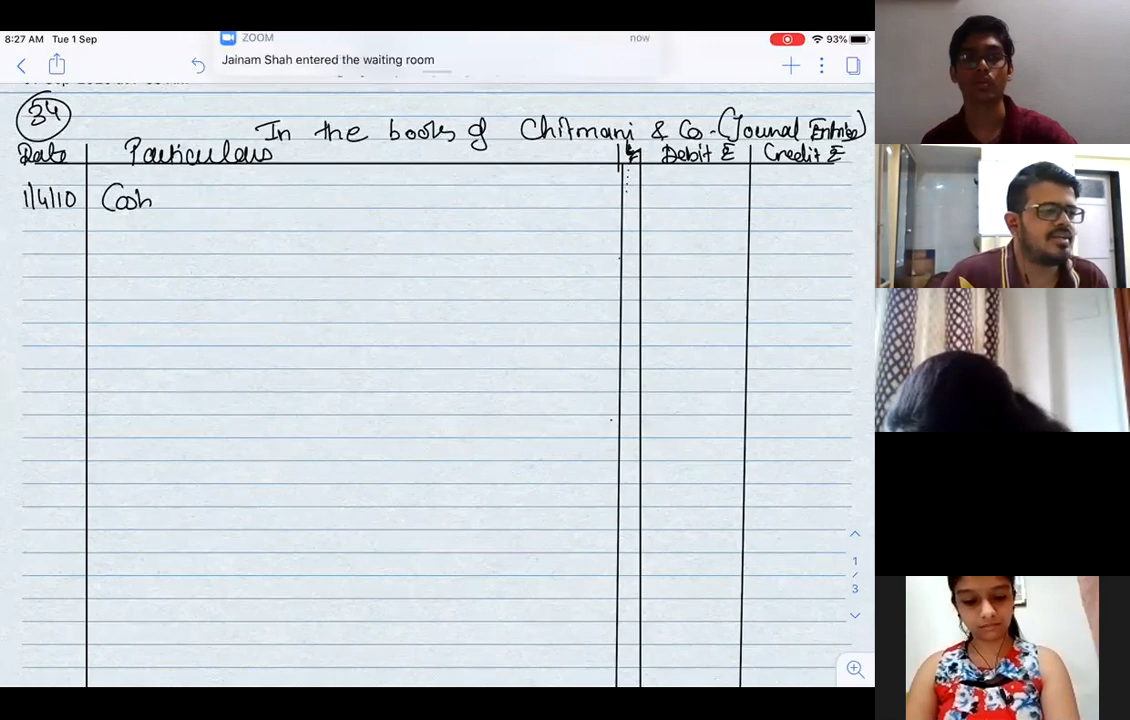 8:27 AM Tue 1 Sep
ZOOM
now
Jainam Shah entered the waiting room
93%
34
In the books of Chitmani & Co. (Jounal Entries)
Date Particulars Debit ₹ Credit ₹
1/4/10 Cash
1
/
3